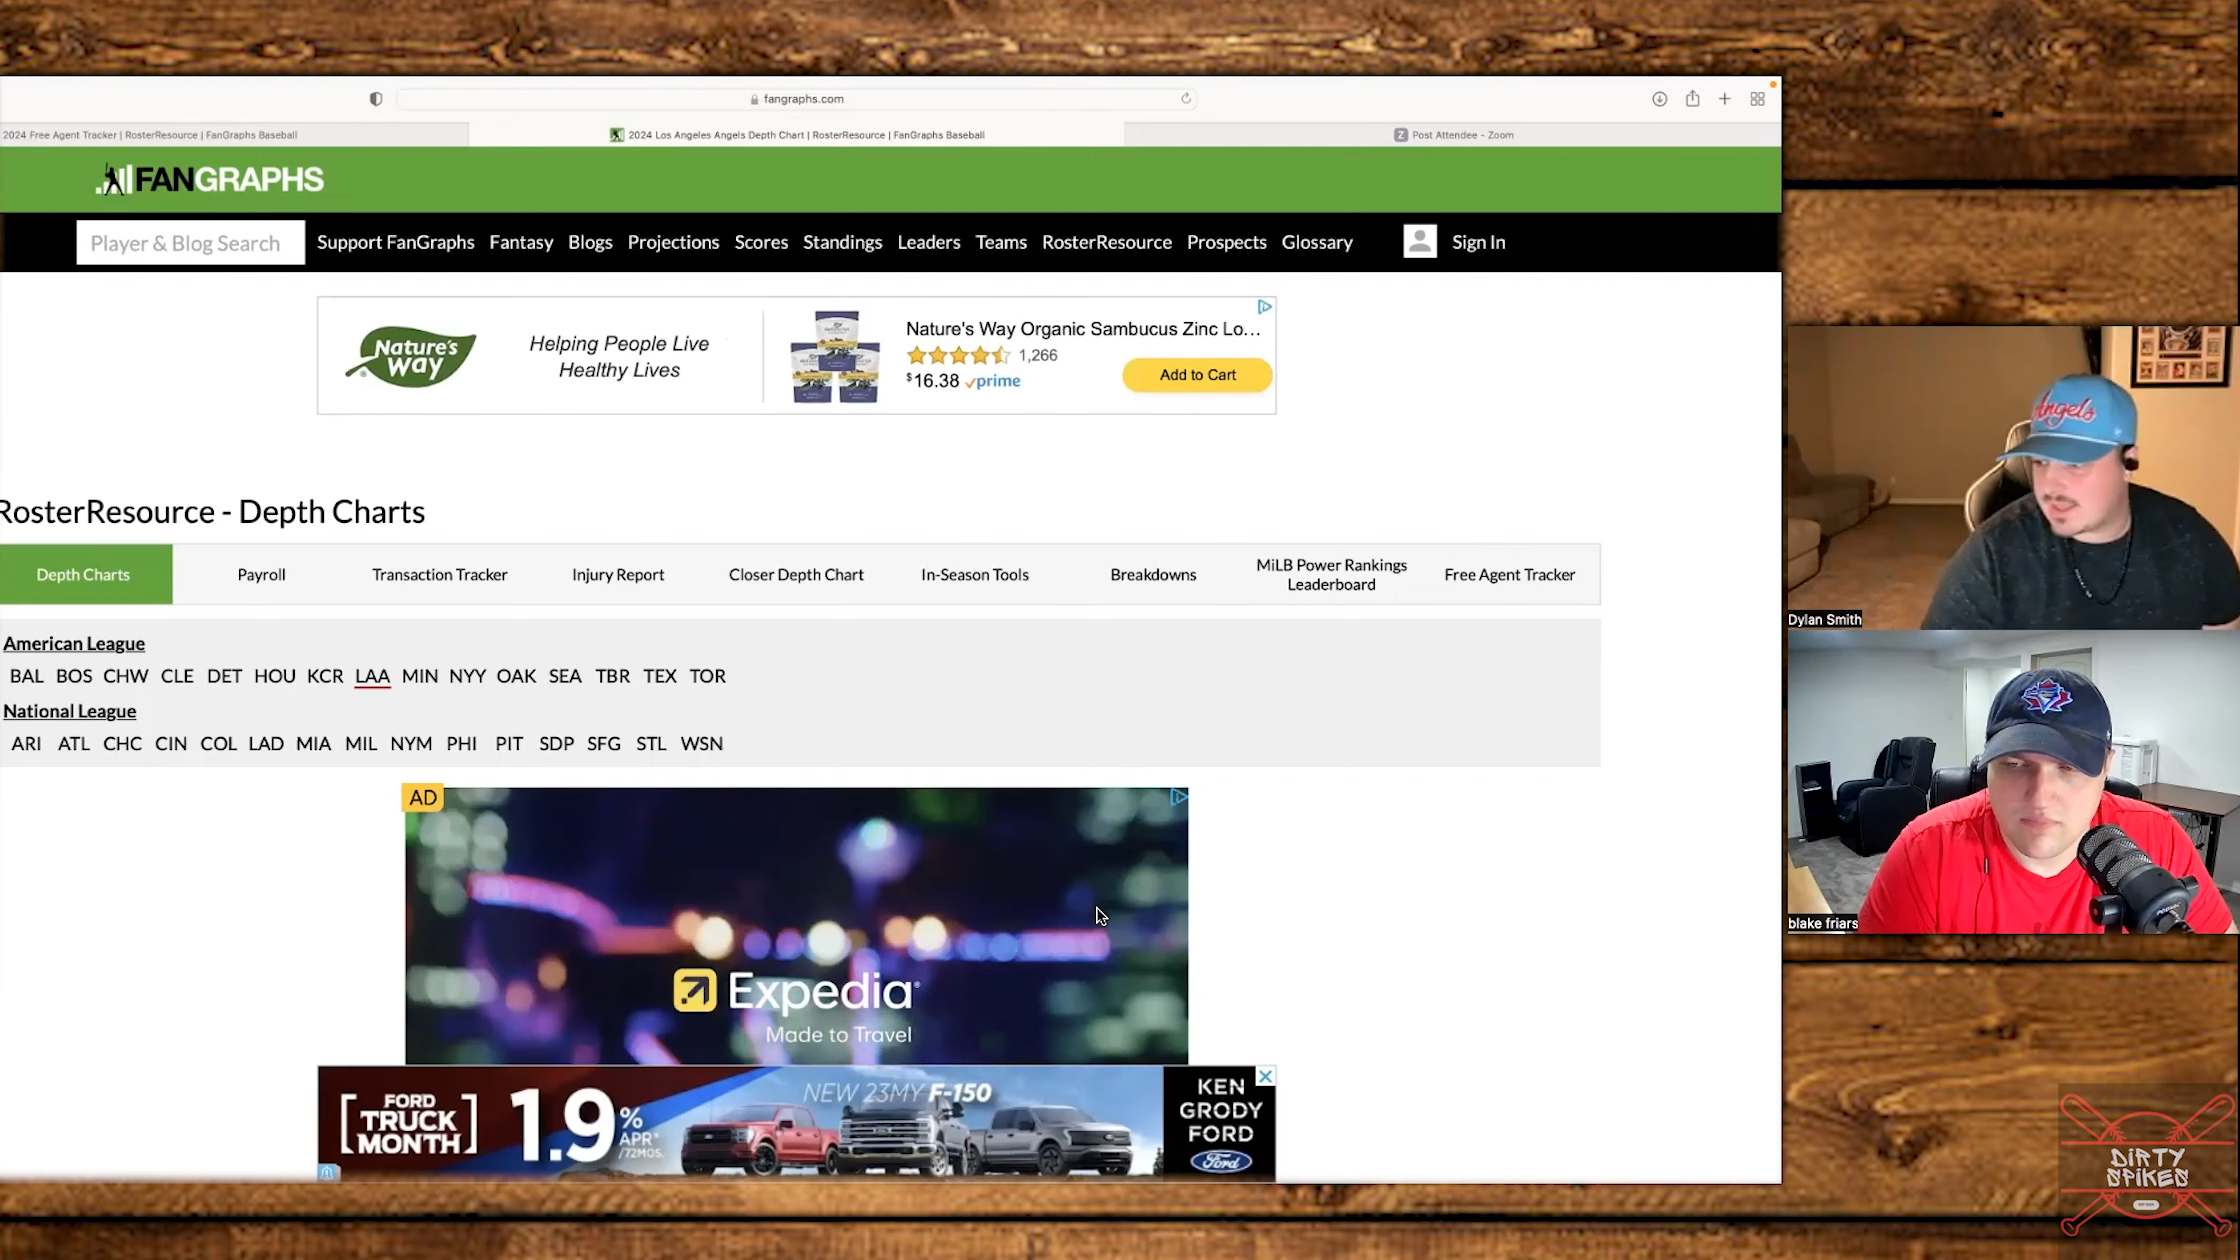 fangraphs.com
2024 Free Agent Tracker | RosterResource | FanGraphs Baseball
2024 Los Angeles Angels Depth Chart | RosterResource | FanGraphs Baseball
Z Post Attendee - Zoom
FANGRAPHS
Player & Blog Search Support FanGraphs Fantasy Blogs Projections Scores Standings Leaders Teams RosterResource Prospects Glossary Sign In
Nature's Way
Helping People Live
Healthy Lives
Nature's Way Organic Sambucus Zinc Lo...
1,266
$16.38 prime
Add to Cart
RosterResource - Depth Charts
Depth Charts Payroll Transaction Tracker Injury Report Closer Depth Chart In-Season Tools Breakdowns MiLB Power Rankings Leaderboard Free Agent Tracker
American League
BAL BOS CHW CLE DET HOU KCR LAA MIN NYY OAK SEA TBR TEX TOR
National League
ARI ATL CHC CIN COL LAD MIA MIL NYM PHI PIT SDP SFG STL WSN
AD
Expedia
Made to Travel
[FORD TRUCK MONTH]
1.9% APR* /72MOS.
NEW 23MY F-150
KEN
GRODY
FORD
Ford
Angels
Dylan Smith
blake friars
DIRTY
SPIKES